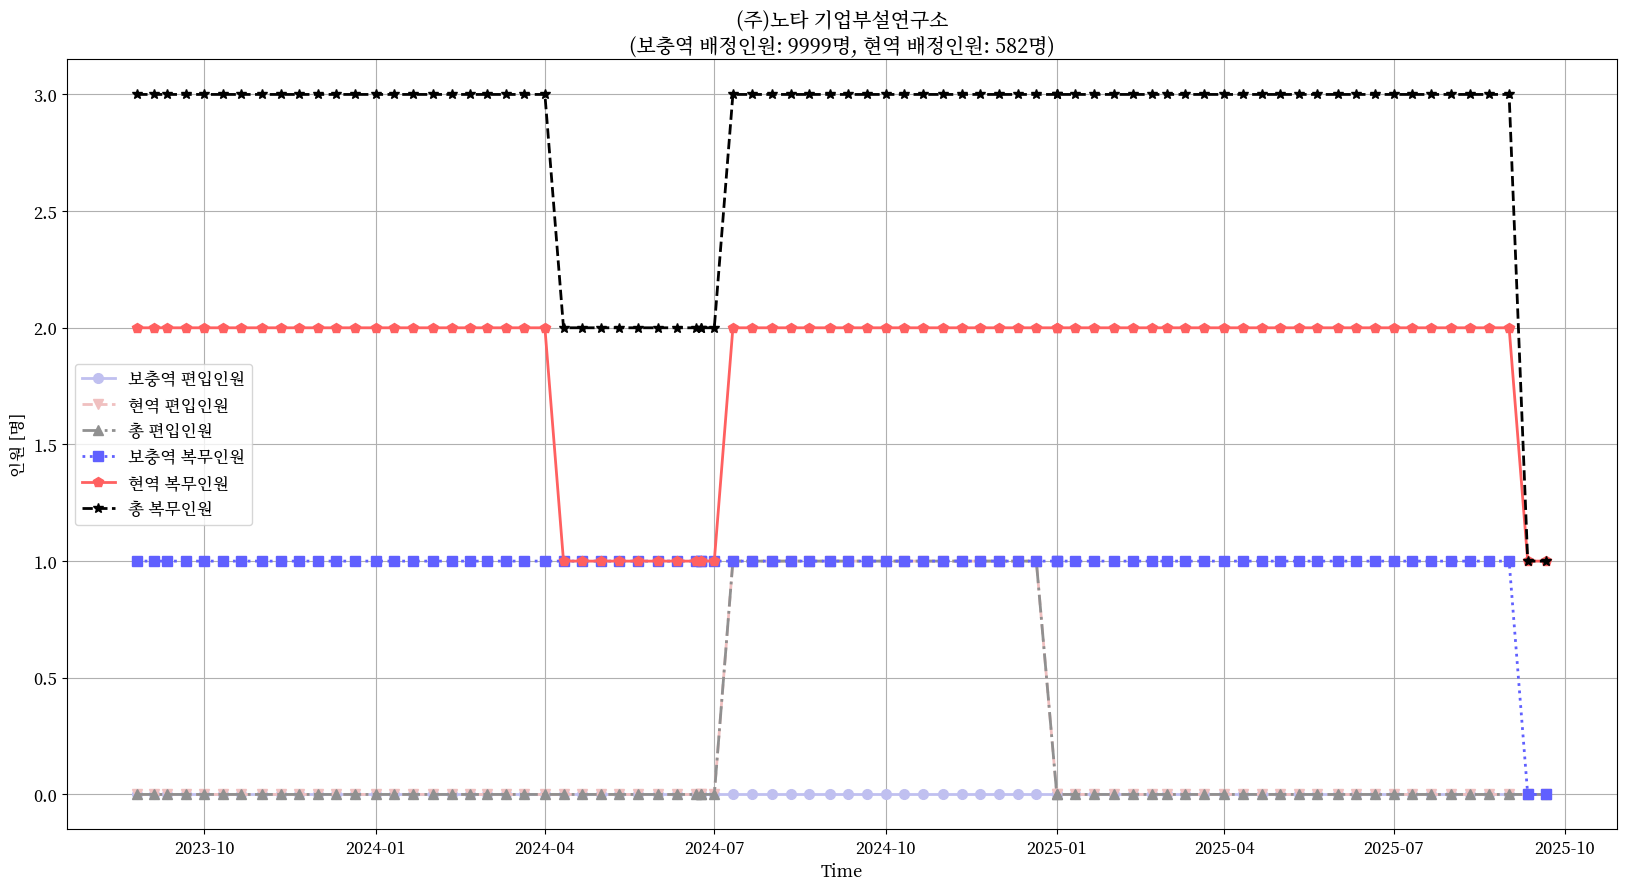 (주)노타 기업부설연구소
(보충역 배정인원: 9999명, 현역 배정인원: 582명)
3.0
2.5
2.0
1.5
1.0
0.5
0.0
인원 [명]
보충역 편입인원
현역 편입인원
총 편입인원
보충역 복무인원
현역 복무인원
총 복무인원
2023-10
2024-01
2024-04
2024-07
2024-10
2025-01
2025-04
2025-07
2025-10
Time